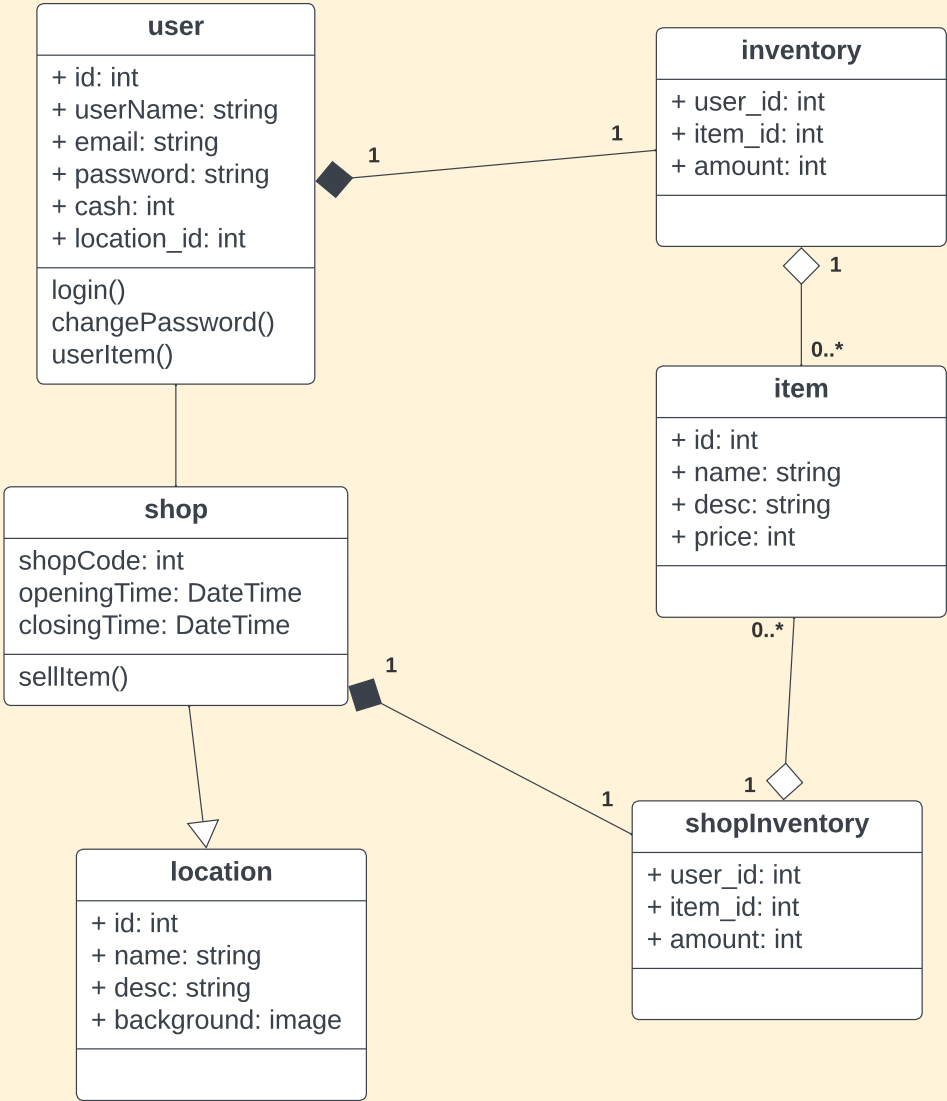 user
+ id: int
+ userName: string
+ email: string
+ password: string
+ cash: int
+ location_id: int
login()
changePassword()
userItem()
1
1
inventory
+ user_id: int
+ item_id: int
+ amount: int
1
0..*
item
+ id: int
+ name: string
+ desc: string
+ price: int
0..*
1
shop
shopCode: int
openingTime: DateTime
closingTime: DateTime
sellItem()
1
1
shopInventory
+ user_id: int
+ item_id: int
+ amount: int
location
+ id: int
+ name: string
+ desc: string
+ background: image